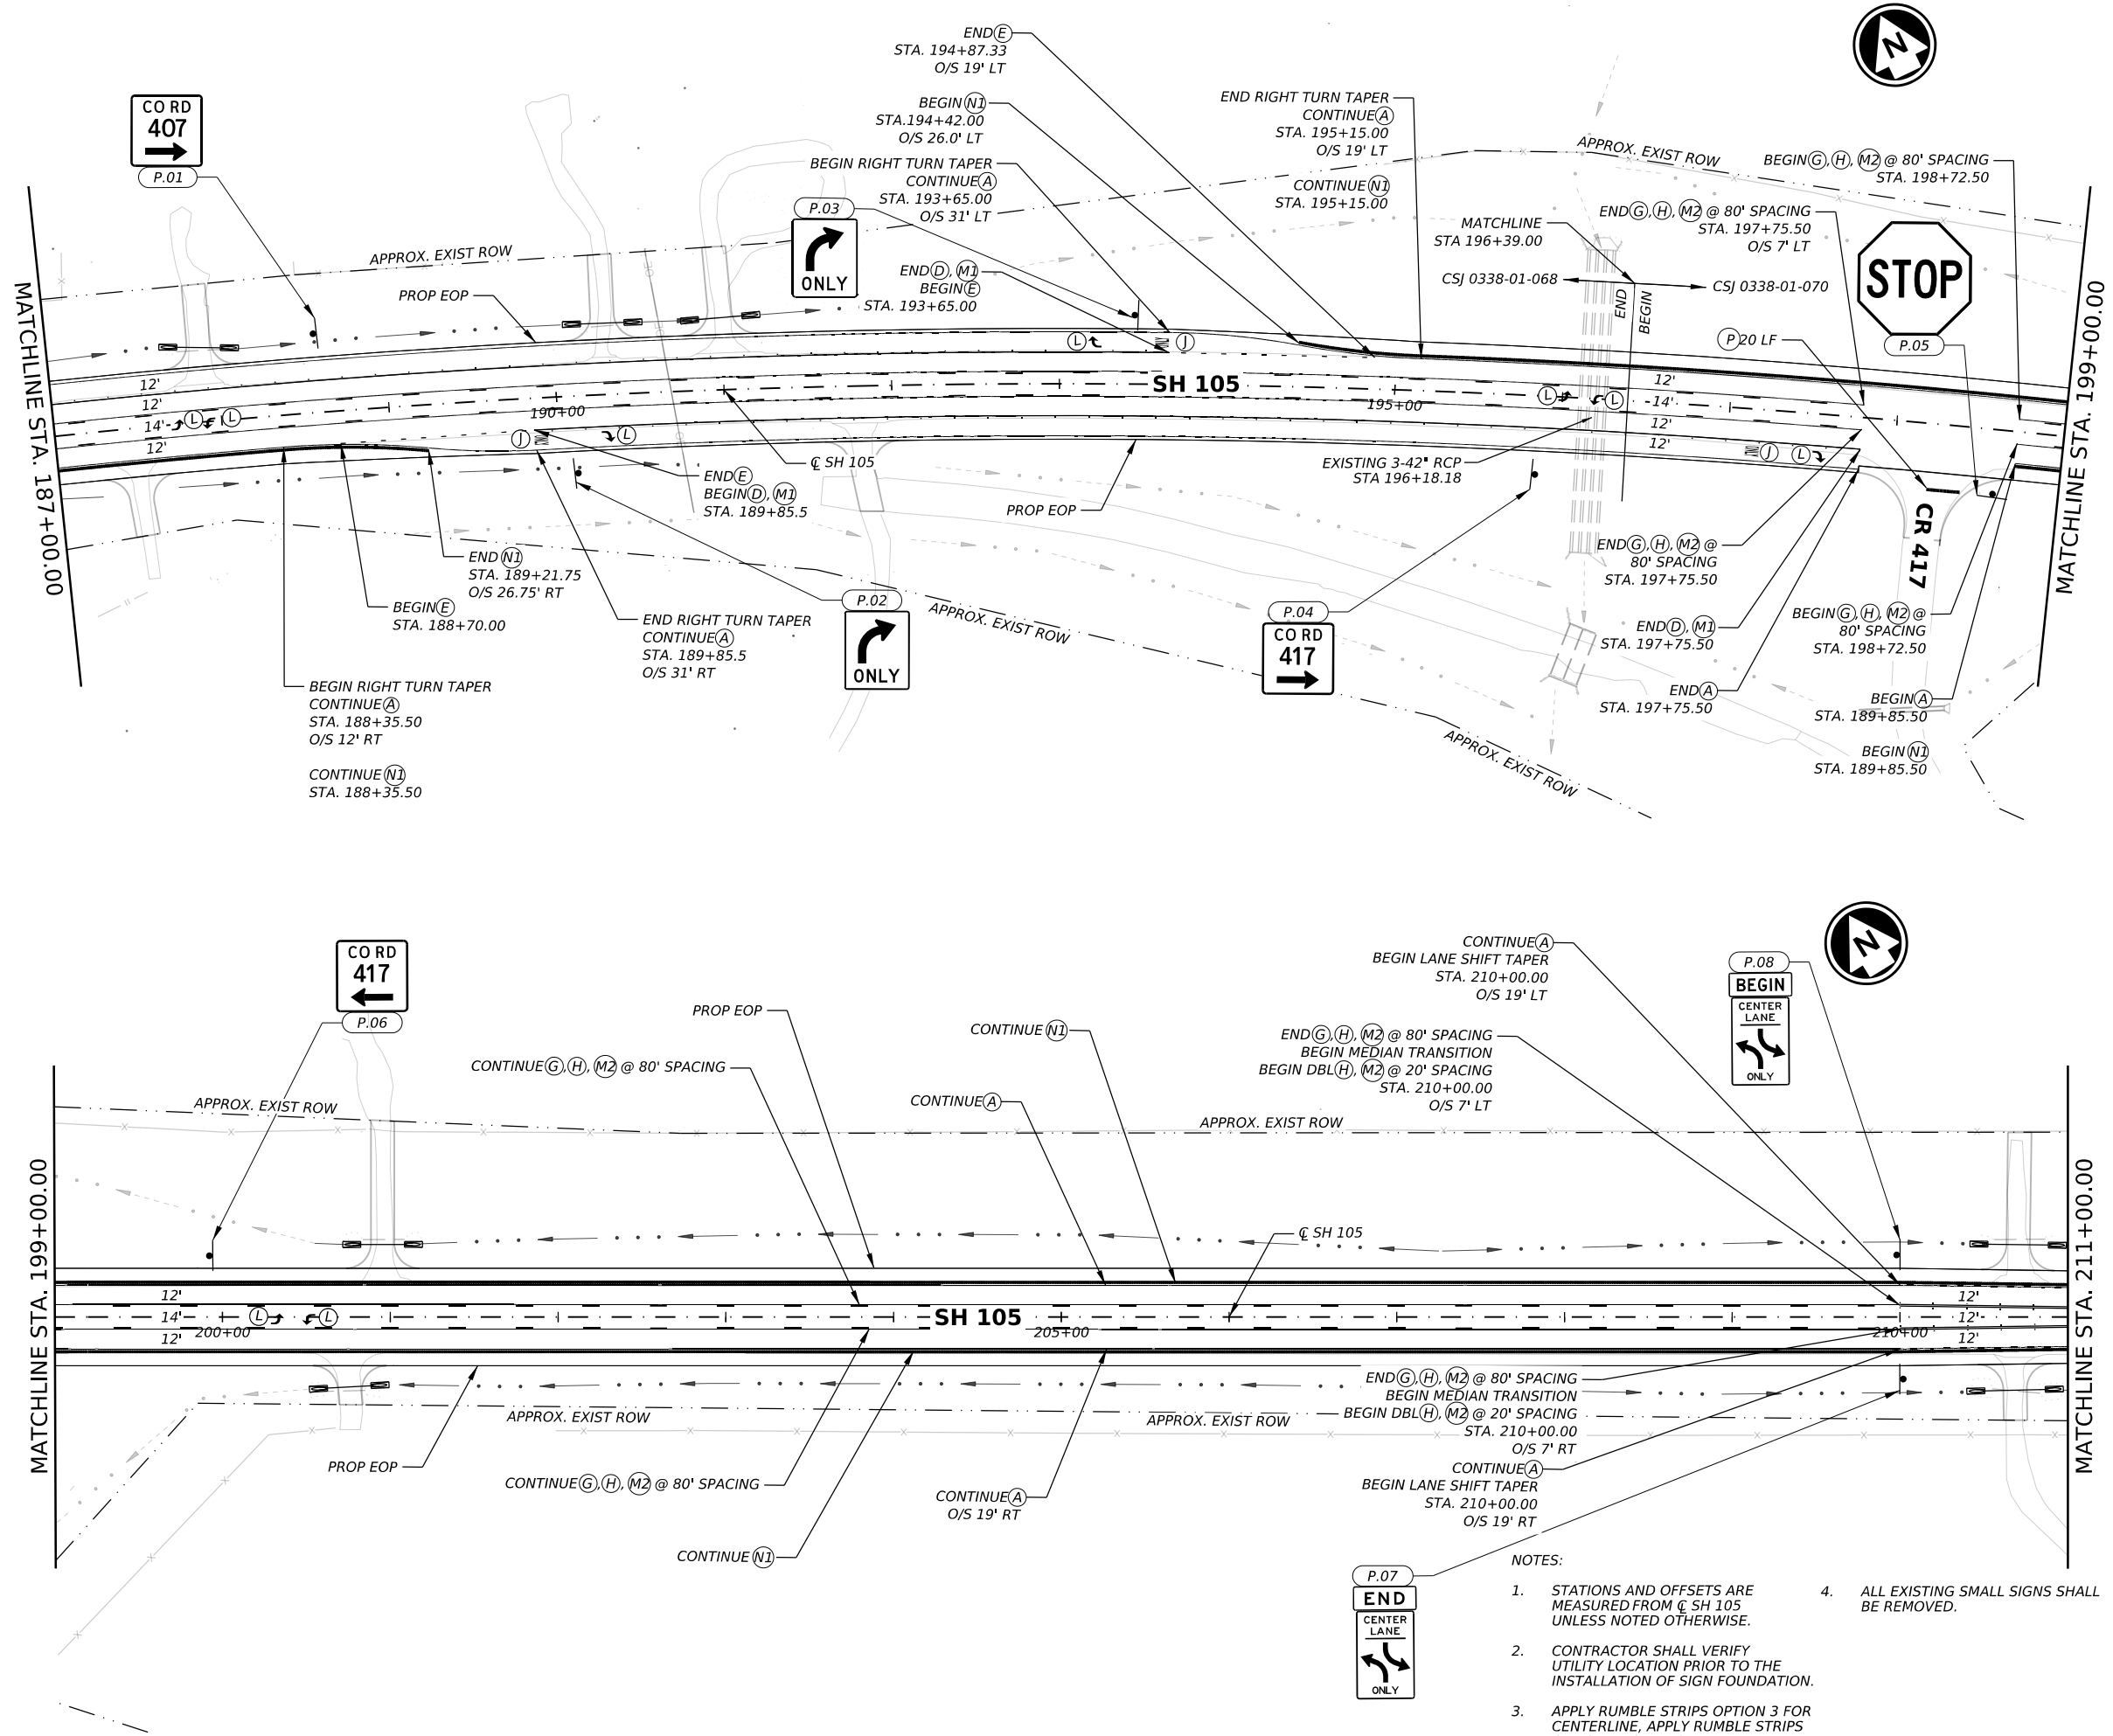 END E
STA. 194+87.33
O/S 19' LT
BEGIN N1
STA.194+42.00
O/S 26.0' LT
BEGIN RIGHT TURN TAPER
CONTINUE A
STA. 193+65.00
O/S 31' LT
END RIGHT TURN TAPER
CONTINUE A
STA. 195+15.00
O/S 19' LT
CONTINUE N1
STA. 195+15.00
N
CO RD
407
P.01
P.03
ONLY
END D, M1
BEGIN E
STA. 193+65.00
APPROX. EXIST ROW
APPROX. EXIST ROW
BEGIN G, H, M2 @ 80' SPACING
STA. 198+72.50
MATCHLINE
STA 196+39.00
END G, H, M2 @ 80' SPACING
STA. 197+75.50
O/S 7' LT
CSJ 0338-01-068
CSJ 0338-01-070
END
BEGIN
STOP
P.05
P 20 LF
PROP EOP
MATCHLINE STA. 187+00.00
MATCHLINE STA. 199+00.00
12'
12'
14'
12'
L
L
190+00
L
J
SH 105
195+00
L
L
12'
14'
12'
12'
J
L
J
L
℄ SH 105
END E
BEGIN D, M1
STA. 189+85.5
PROP EOP
EXISTING 3-42" RCP
STA 196+18.18
CR 417
END N1
STA. 189+21.75
O/S 26.75' RT
BEGIN E
STA. 188+70.00
END RIGHT TURN TAPER
CONTINUE A
STA. 189+85.5
O/S 31' RT
BEGIN RIGHT TURN TAPER
CONTINUE A
STA. 188+35.50
O/S 12' RT
CONTINUE N1
STA. 188+35.50
P.02
ONLY
APPROX. EXIST ROW
P.04
CO RD
417
END G, H, M2 @
80' SPACING
STA. 197+75.50
END D, M1
STA. 197+75.50
END A
STA. 197+75.50
BEGIN G, H, M2 @
80' SPACING
STA. 198+72.50
BEGIN A
STA. 189+85.50
BEGIN N1
STA. 189+85.50
APPROX. EXIST ROW
N
CO RD
417
P.06
PROP EOP
CONTINUE G, H, M2 @ 80' SPACING
CONTINUE N1
CONTINUE A
CONTINUE A
BEGIN LANE SHIFT TAPER
STA. 210+00.00
O/S 19' LT
END G, H, M2 @ 80' SPACING
BEGIN MEDIAN TRANSITION
BEGIN DBL H, M2 @ 20' SPACING
STA. 210+00.00
O/S 7' LT
P.08
BEGIN
CENTER
LANE
ONLY
APPROX. EXIST ROW
APPROX. EXIST ROW
℄ SH 105
MATCHLINE STA. 199+00.00
MATCHLINE STA. 211+00.00
12'
14'
12'
200+00
L
L
SH 105
205+00
210+00
12'
12'
12'
PROP EOP
APPROX. EXIST ROW
APPROX. EXIST ROW
CONTINUE G, H, M2 @ 80' SPACING
CONTINUE N1
CONTINUE A
O/S 19' RT
END G, H, M2 @ 80' SPACING
BEGIN MEDIAN TRANSITION
BEGIN DBL H, M2 @ 20' SPACING
STA. 210+00.00
O/S 7' RT
CONTINUE A
BEGIN LANE SHIFT TAPER
STA. 210+00.00
O/S 19' RT
P.07
END
CENTER
LANE
ONLY
NOTES:
1. STATIONS AND OFFSETS ARE
MEASURED FROM ℄ SH 105
UNLESS NOTED OTHERWISE.
2. CONTRACTOR SHALL VERIFY
UTILITY LOCATION PRIOR TO THE
INSTALLATION OF SIGN FOUNDATION.
3. APPLY RUMBLE STRIPS OPTION 3 FOR
CENTERLINE, APPLY RUMBLE STRIPS
4. ALL EXISTING SMALL SIGNS SHALL
BE REMOVED.